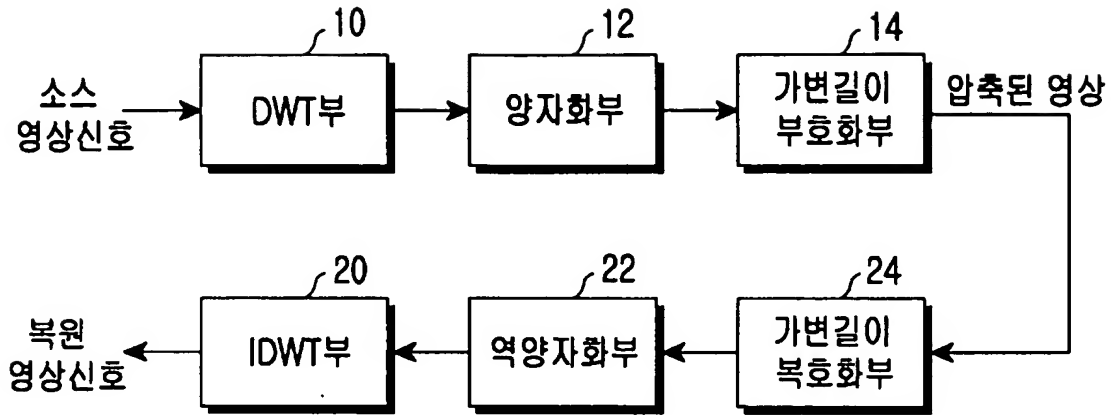 10
12
14
소스
영상신호
DWT부
양자화부
가변길이
부호화부
압축된 영상
20
22
24
복원
영상신호
IDWT부
역양자화부
가변길이
복호화부